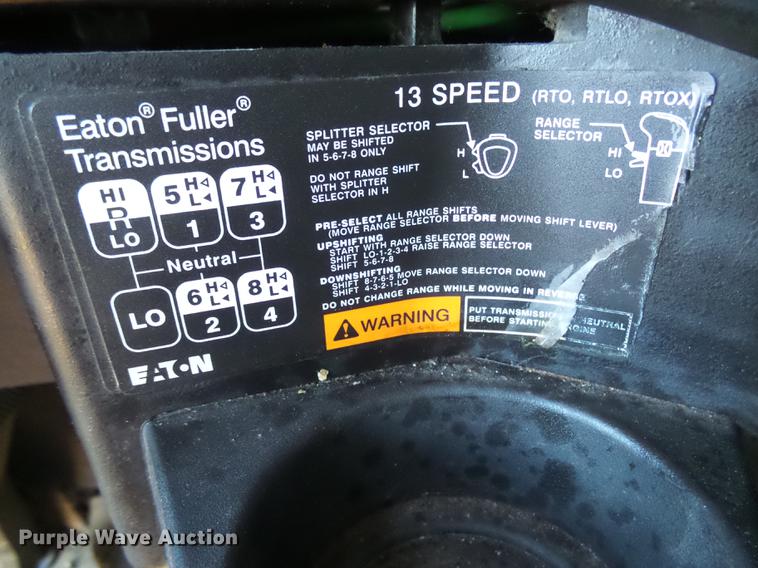 Eaton® Fuller®
Transmissions
13 SPEED (RTO, RTLO, RTOX)
SPLITTER SELECTOR
MAY BE SHIFTED
IN 5-6-7-8 ONLY
DO NOT RANGE SHIFT
WITH SPLITTER
SELECTOR IN H
H
L
RANGE
SELECTOR
HI
LO
HI
R
LO
5 H
L
1
7 H
L
3
Neutral
LO
6 H
L
2
8 H
L
4
EATON
PRE-SELECT ALL RANGE SHIFTS
(MOVE RANGE SELECTOR BEFORE MOVING SHIFT LEVER)
UPSHIFTING
START WITH RANGE SELECTOR DOWN
SHIFT LO-1-2-3-4 RAISE RANGE SELECTOR
SHIFT 5-6-7-8
DOWNSHIFTING
SHIFT 8-7-6-5 MOVE RANGE SELECTOR DOWN
SHIFT 4-3-2-1-LO
DO NOT CHANGE RANGE WHILE MOVING IN REVERSE
WARNING
PUT TRANSMISSION NEUTRAL
BEFORE STARTING ENGINE
Purple Wave Auction